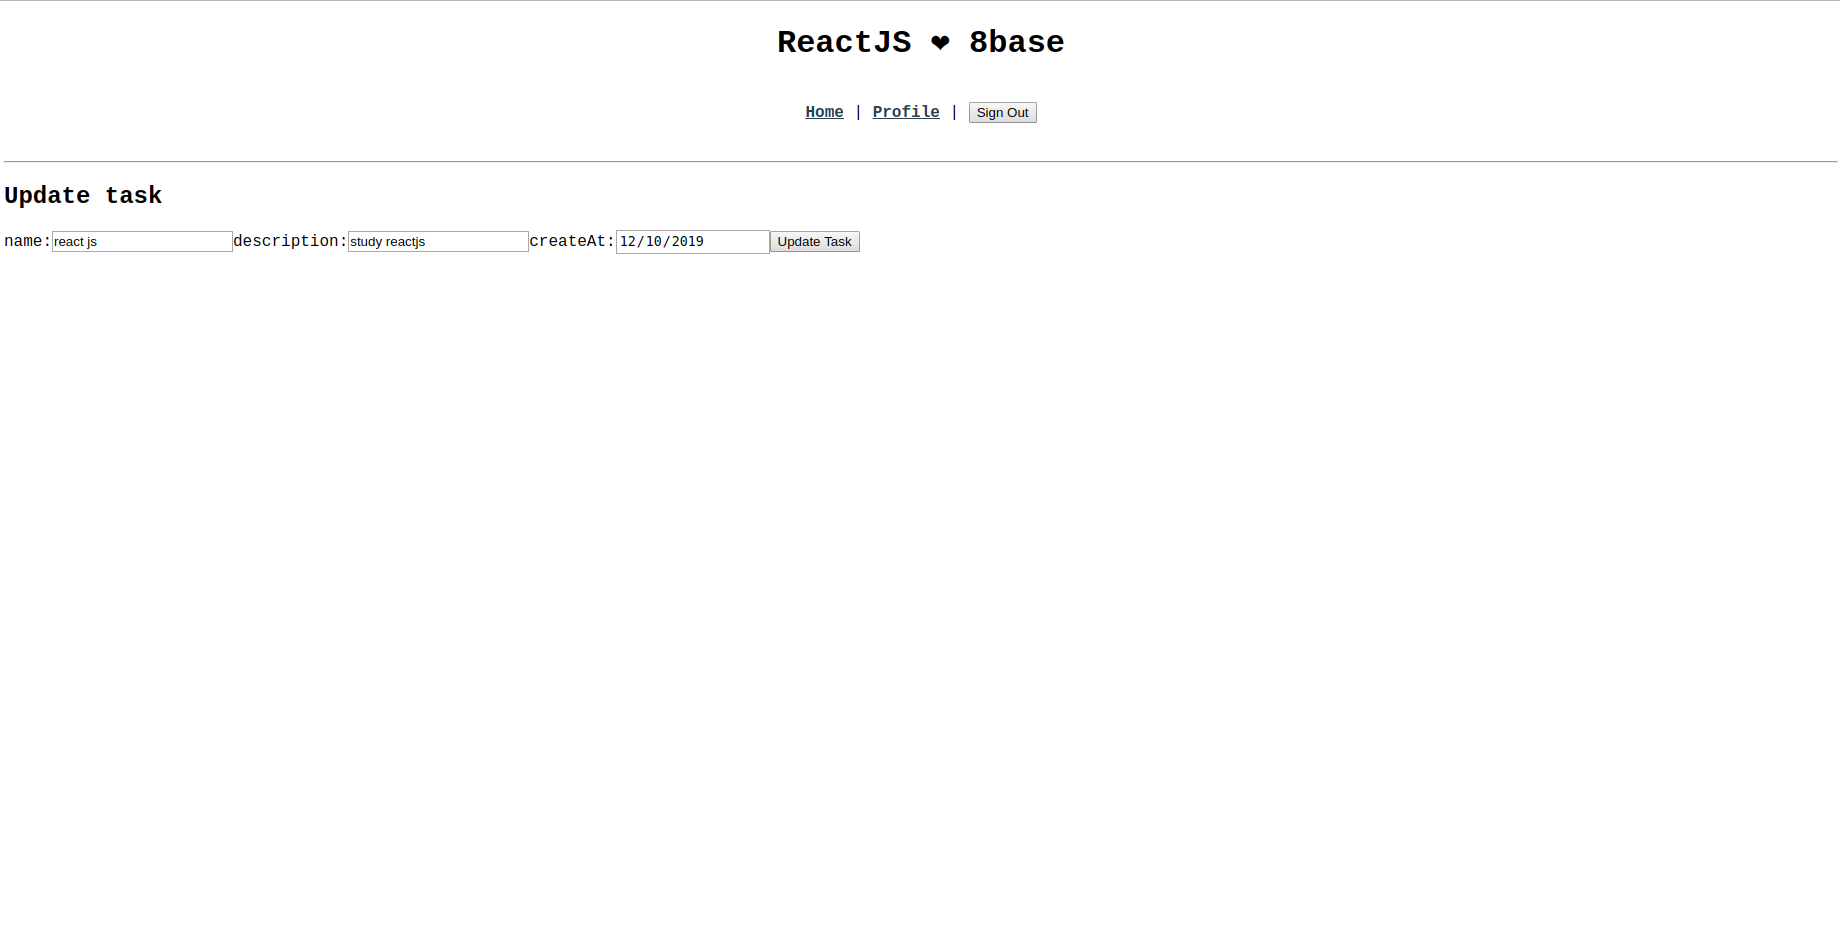 ReactJS ❤ 8base
Home | Profile | Sign Out
Update task
name:react js description:study reactjs createAt:12/10/2019 Update Task